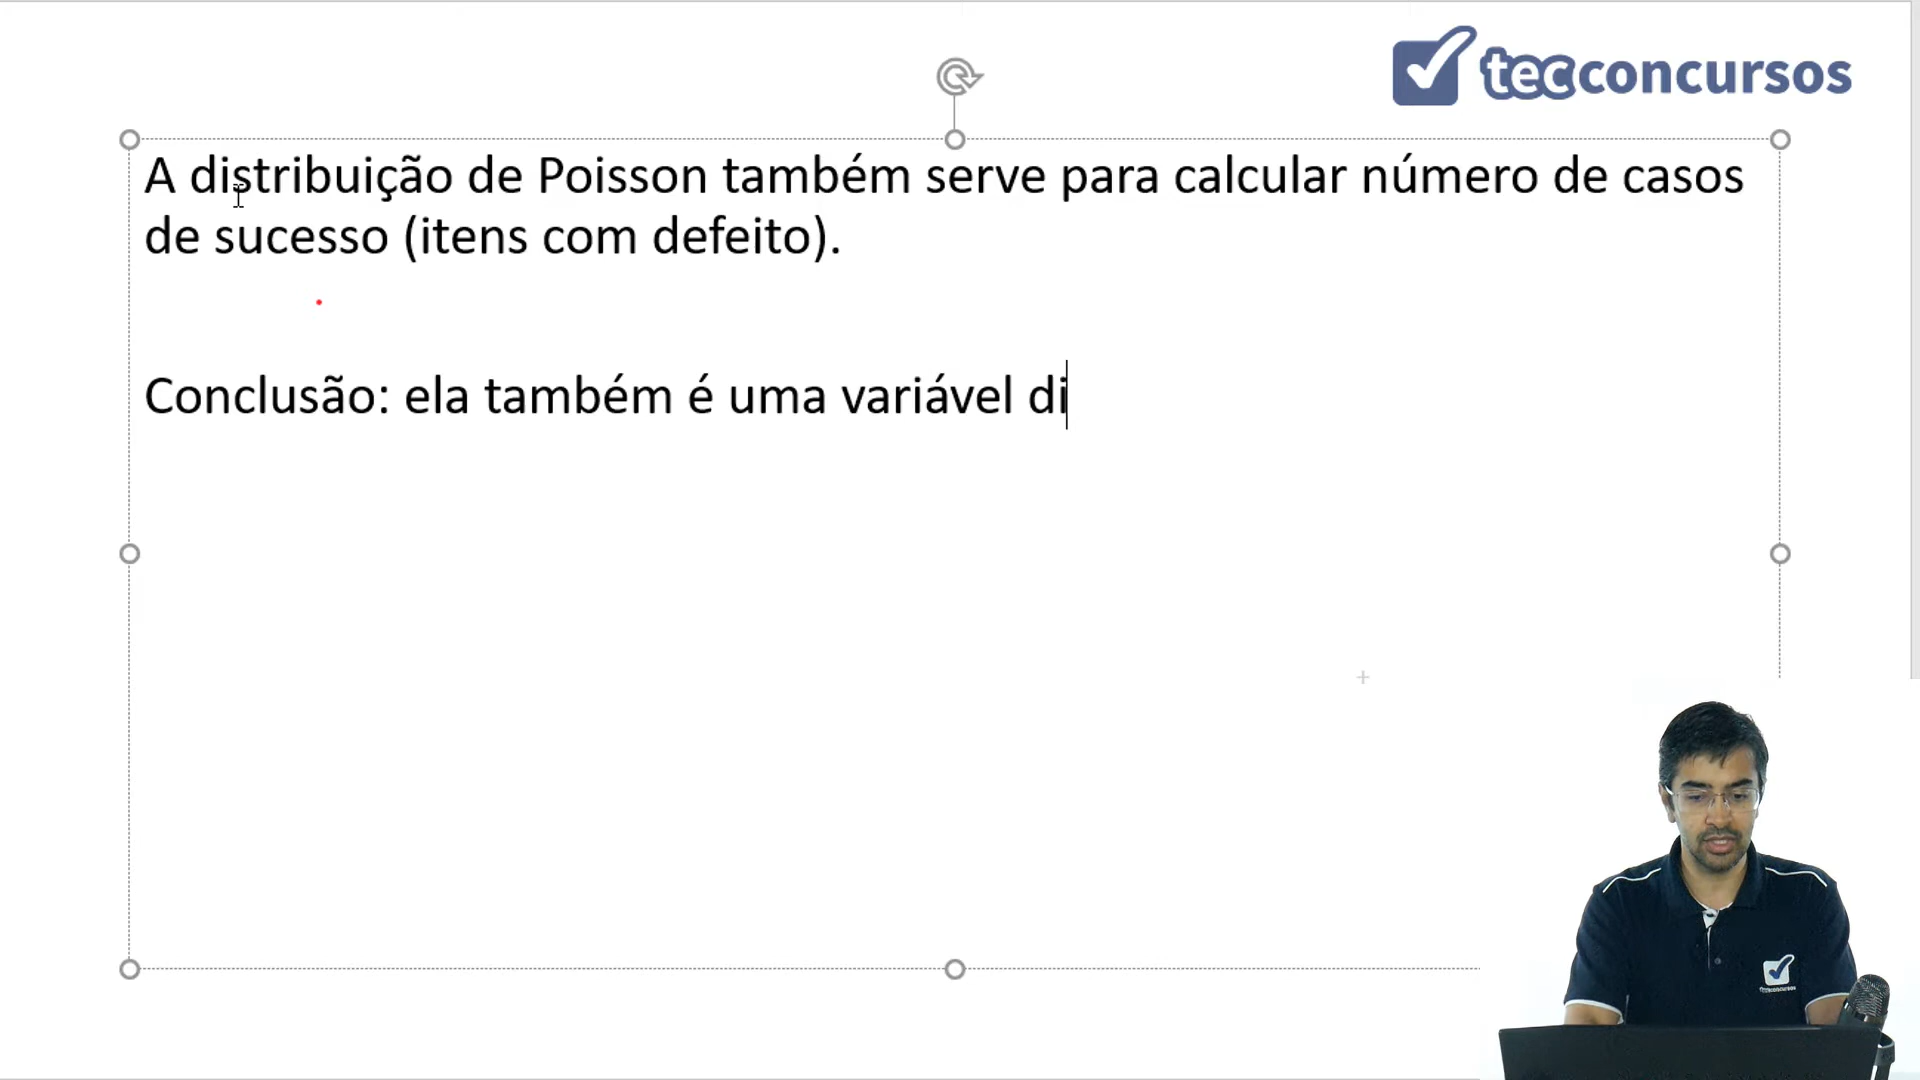 tecconcursos
A distribuição de Poisson também serve para calcular número de casos
de sucesso (itens com defeito).
Conclusão: ela também é uma variável di
tecconcursos